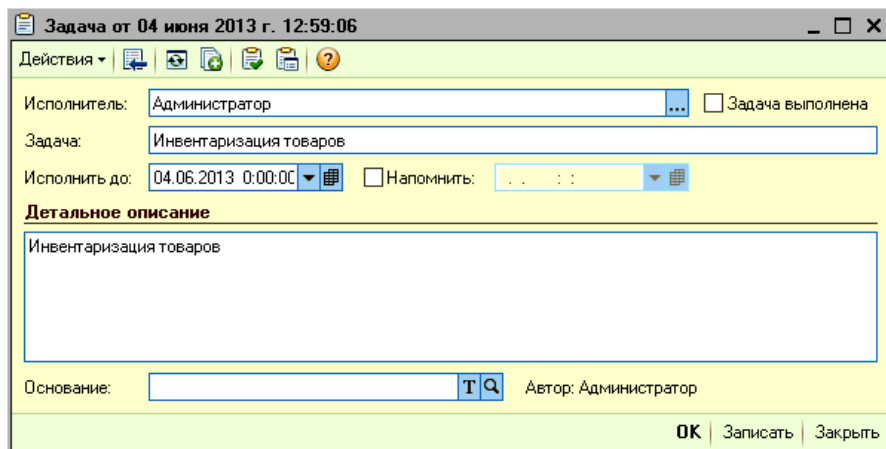 Задача от 04 июня 2013 г. 12:59:06
Действия
Исполнитель: Администратор ... Задача выполнена
Задача: Инвентаризация товаров
Исполнить до: 04.06.2013 0:00:00 Напомнить: . . : :
Детальное описание
Инвентаризация товаров
Основание: T Автор: Администратор
OK Записать Закрыть